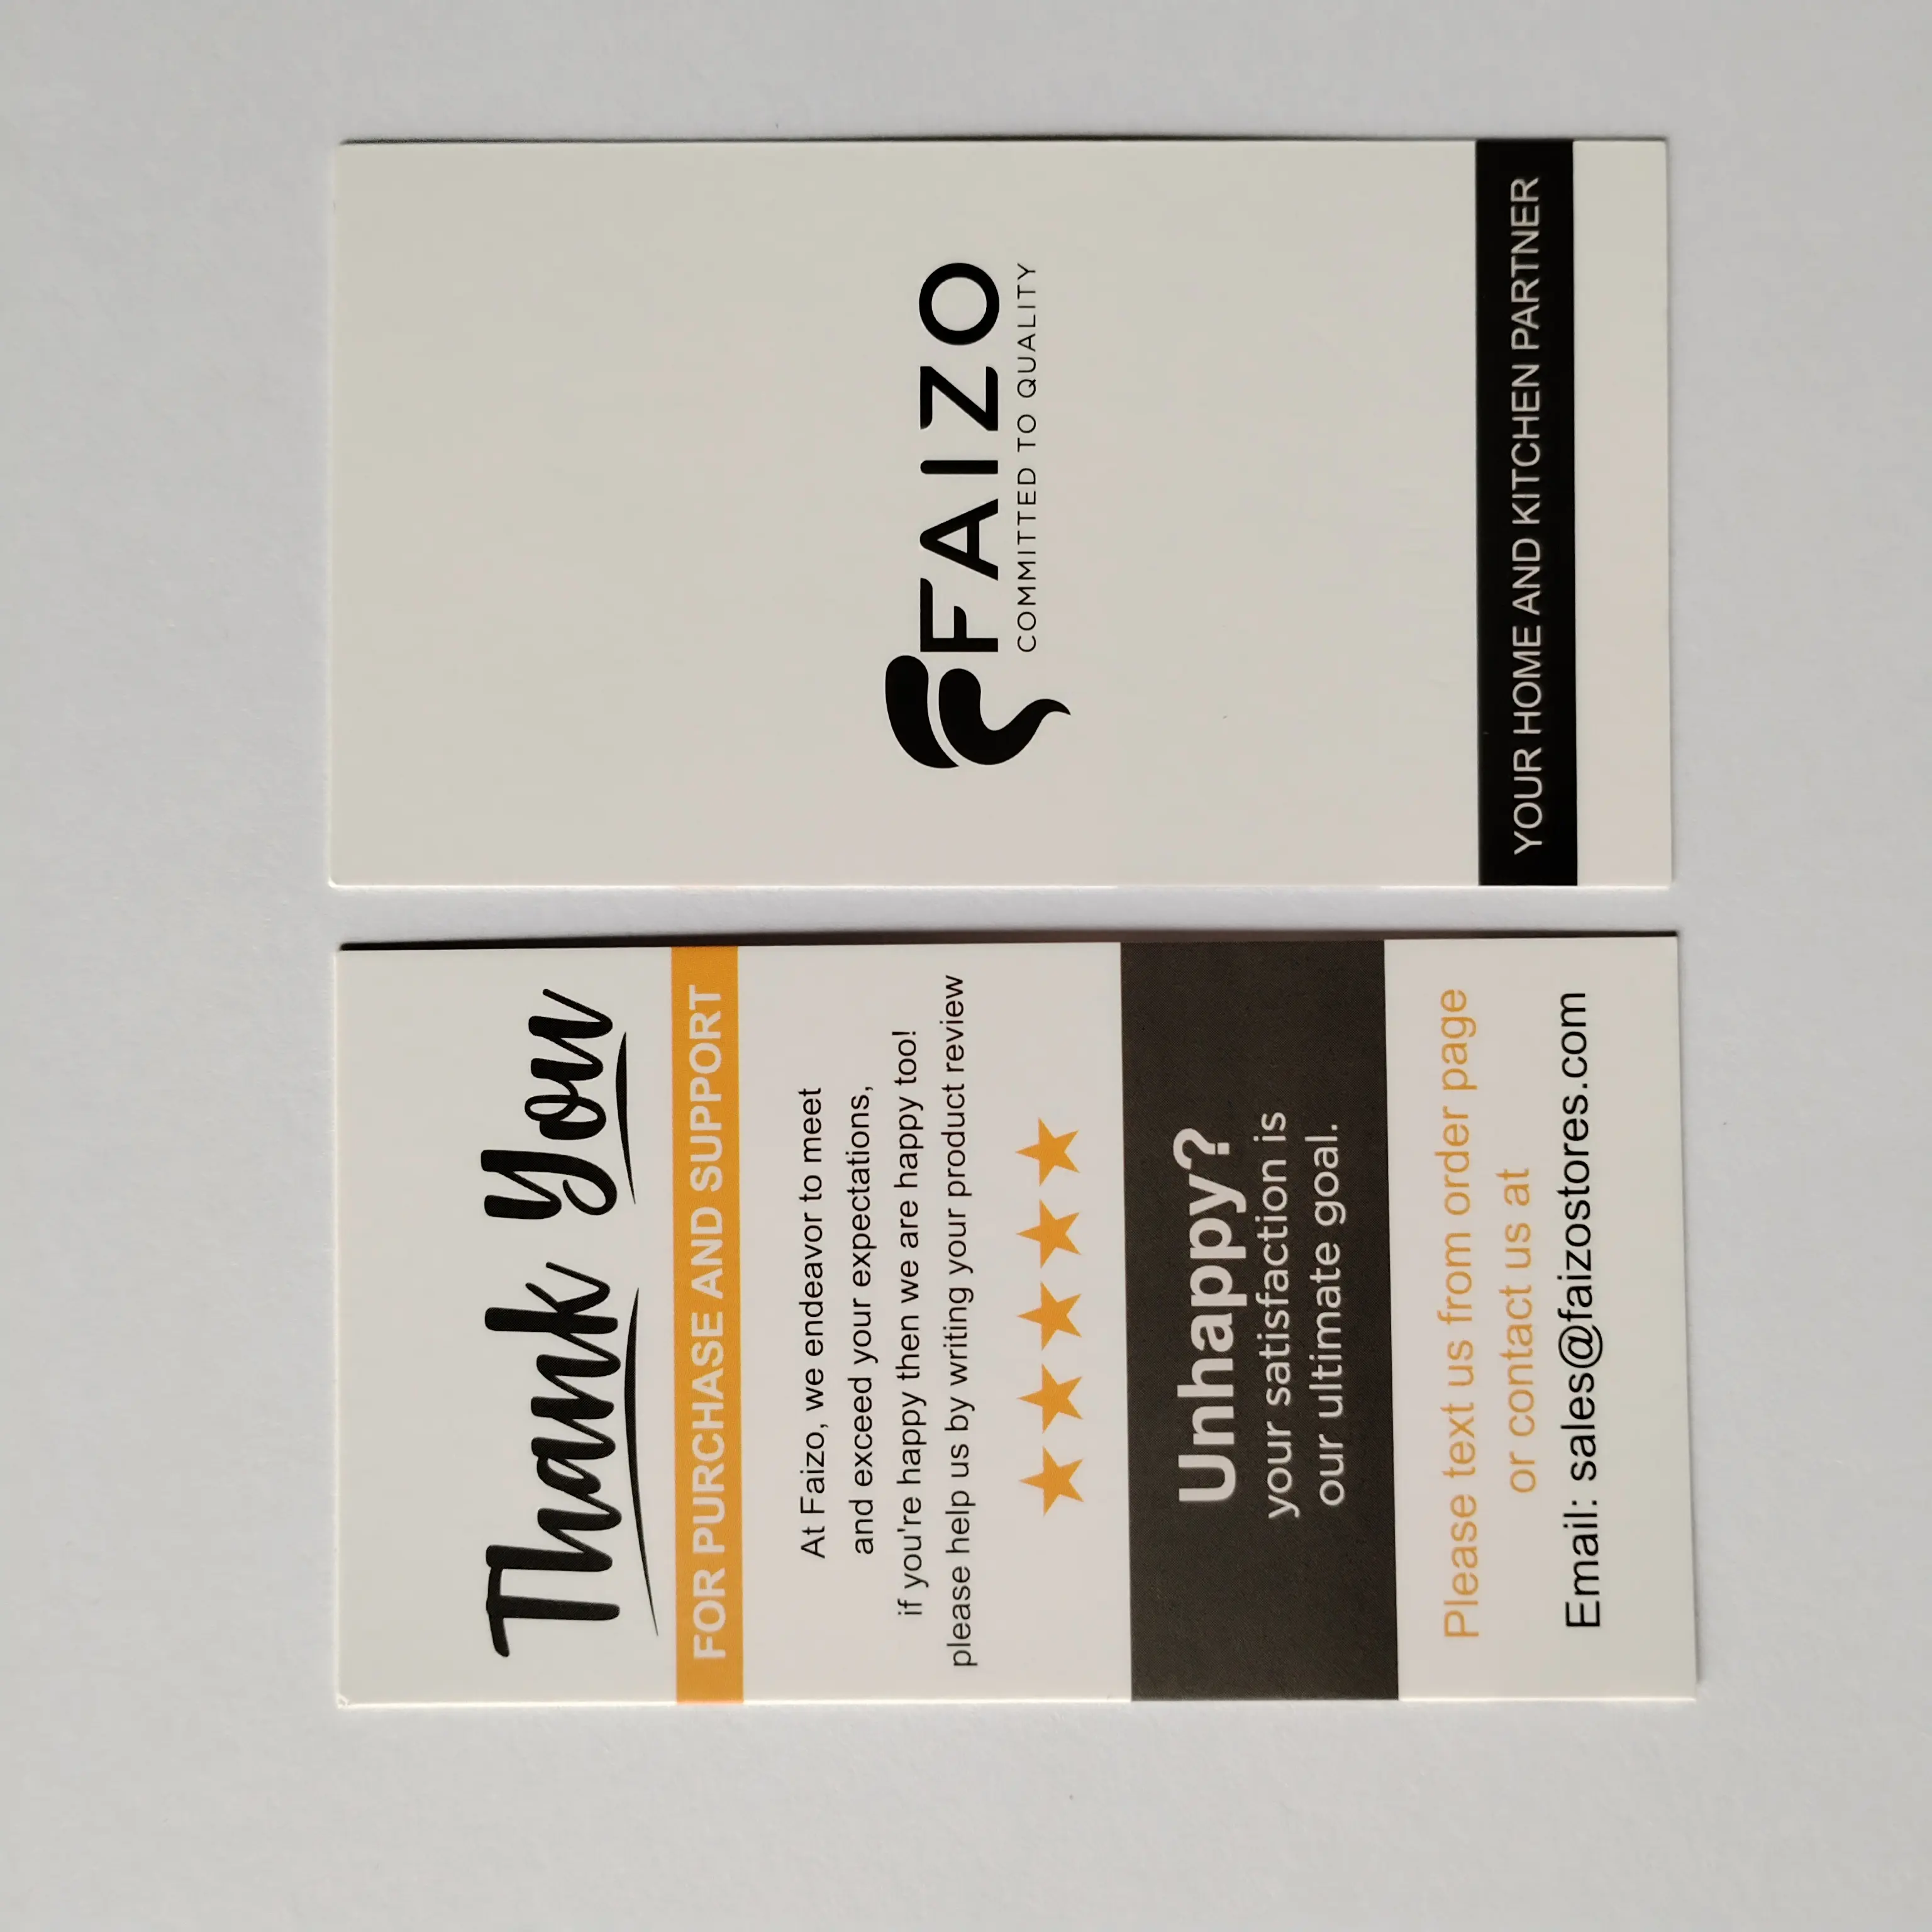 Thank You
FOR PURCHASE AND SUPPORT
At Faizo, we endeavor to meet
and exceed your expectations,
if you're happy then we are happy too!
please help us by writing your product review
Unhappy?
your satisfaction is
our ultimate goal.
Please text us from order page
or contact us at
Email: sales@faizostores.com
FAIZO
COMMITTED TO QUALITY
YOUR HOME AND KITCHEN PARTNER